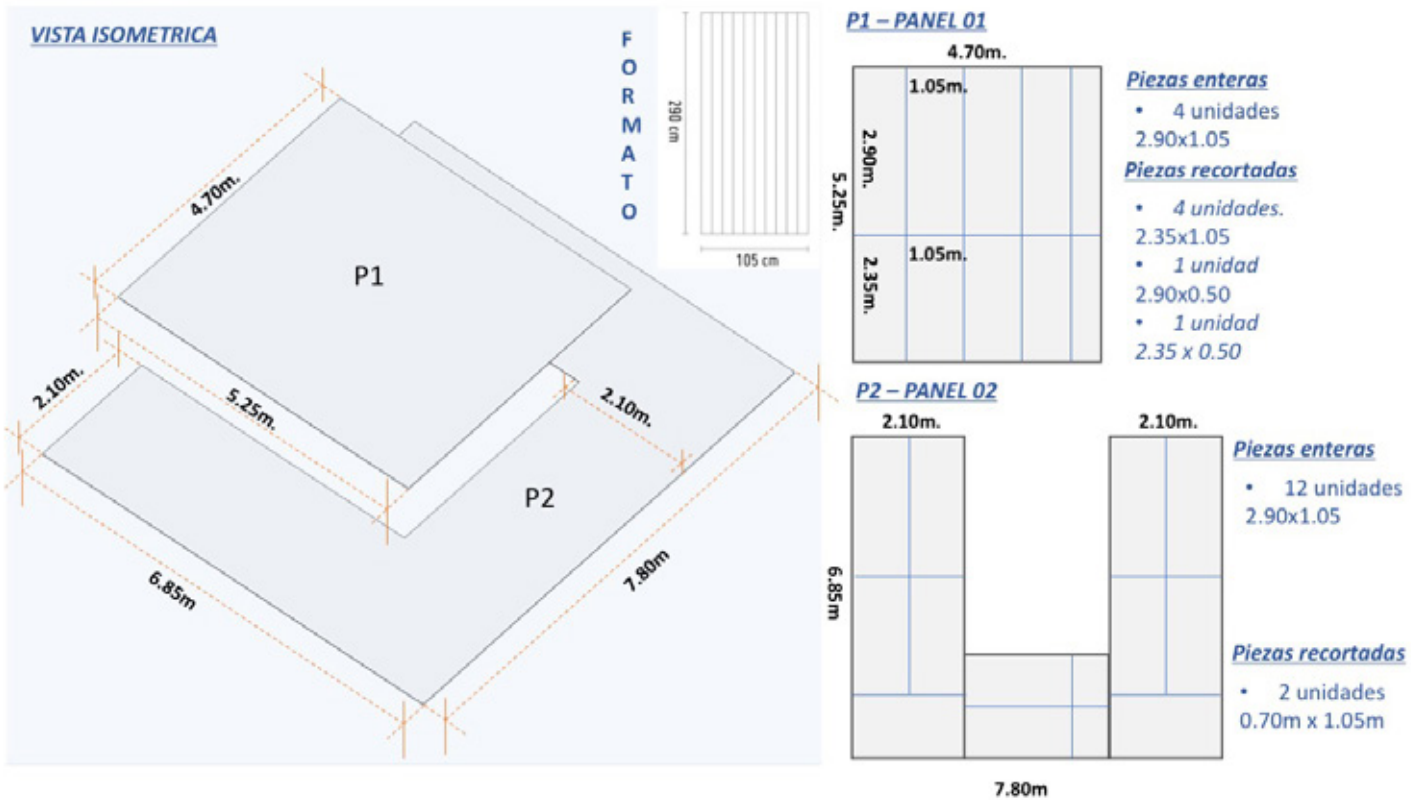 VISTA ISOMETRICA
4.70m.
P1
2.10m.
5.25m.
2.10m.
P2
6.85m
7.80m
F
O
R
M
A
T
O
290 cm
105 cm
P1 – PANEL 01
4.70m.
1.05m.
2.90m.
5.25m.
1.05m.
2.35m.
Piezas enteras
• 4 unidades
2.90x1.05
Piezas recortadas
• 4 unidades.
2.35x1.05
• 1 unidad
2.90x0.50
• 1 unidad
2.35 x 0.50
P2 – PANEL 02
2.10m.
2.10m.
6.85m
7.80m
Piezas enteras
• 12 unidades
2.90x1.05
Piezas recortadas
• 2 unidades
0.70m x 1.05m